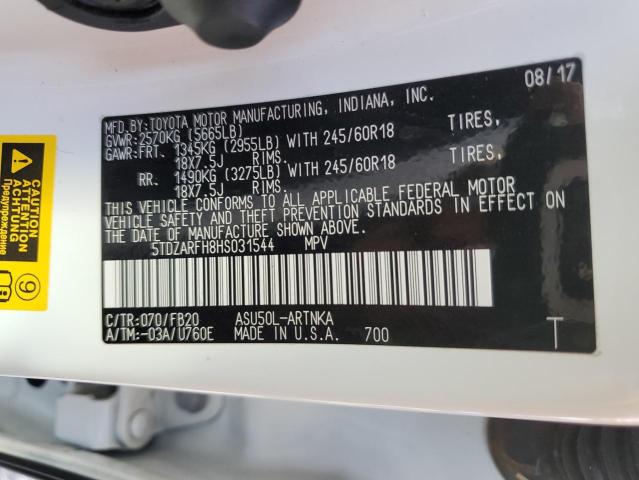 MFD.BY:TOYOTA MOTOR MANUFACTURING, INDIANA, INC. 08/17
GVWR:2570KG (5665LB)
GAWR:FRT. 1345KG (2955LB) WITH 245/60R18 TIRES,
18X7.5J RIMS.
RR. 1490KG (3275LB) WITH 245/60R18 TIRES,
18X7.5J RIMS.
THIS VEHICLE CONFORMS TO ALL APPLICABLE FEDERAL MOTOR
VEHICLE SAFETY AND THEFT PREVENTION STANDARDS IN EFFECT ON
THE DATE OF MANUFACTURE SHOWN ABOVE.
5TDZARFH8HS031544 MPV
C/TR:070/FB20 ASU50L-ARTNKA
A/TM:-03A/U760E MADE IN U.S.A. 700 T
CAUTION
ATTENTION
ACHTUNG
Предупреждение
9